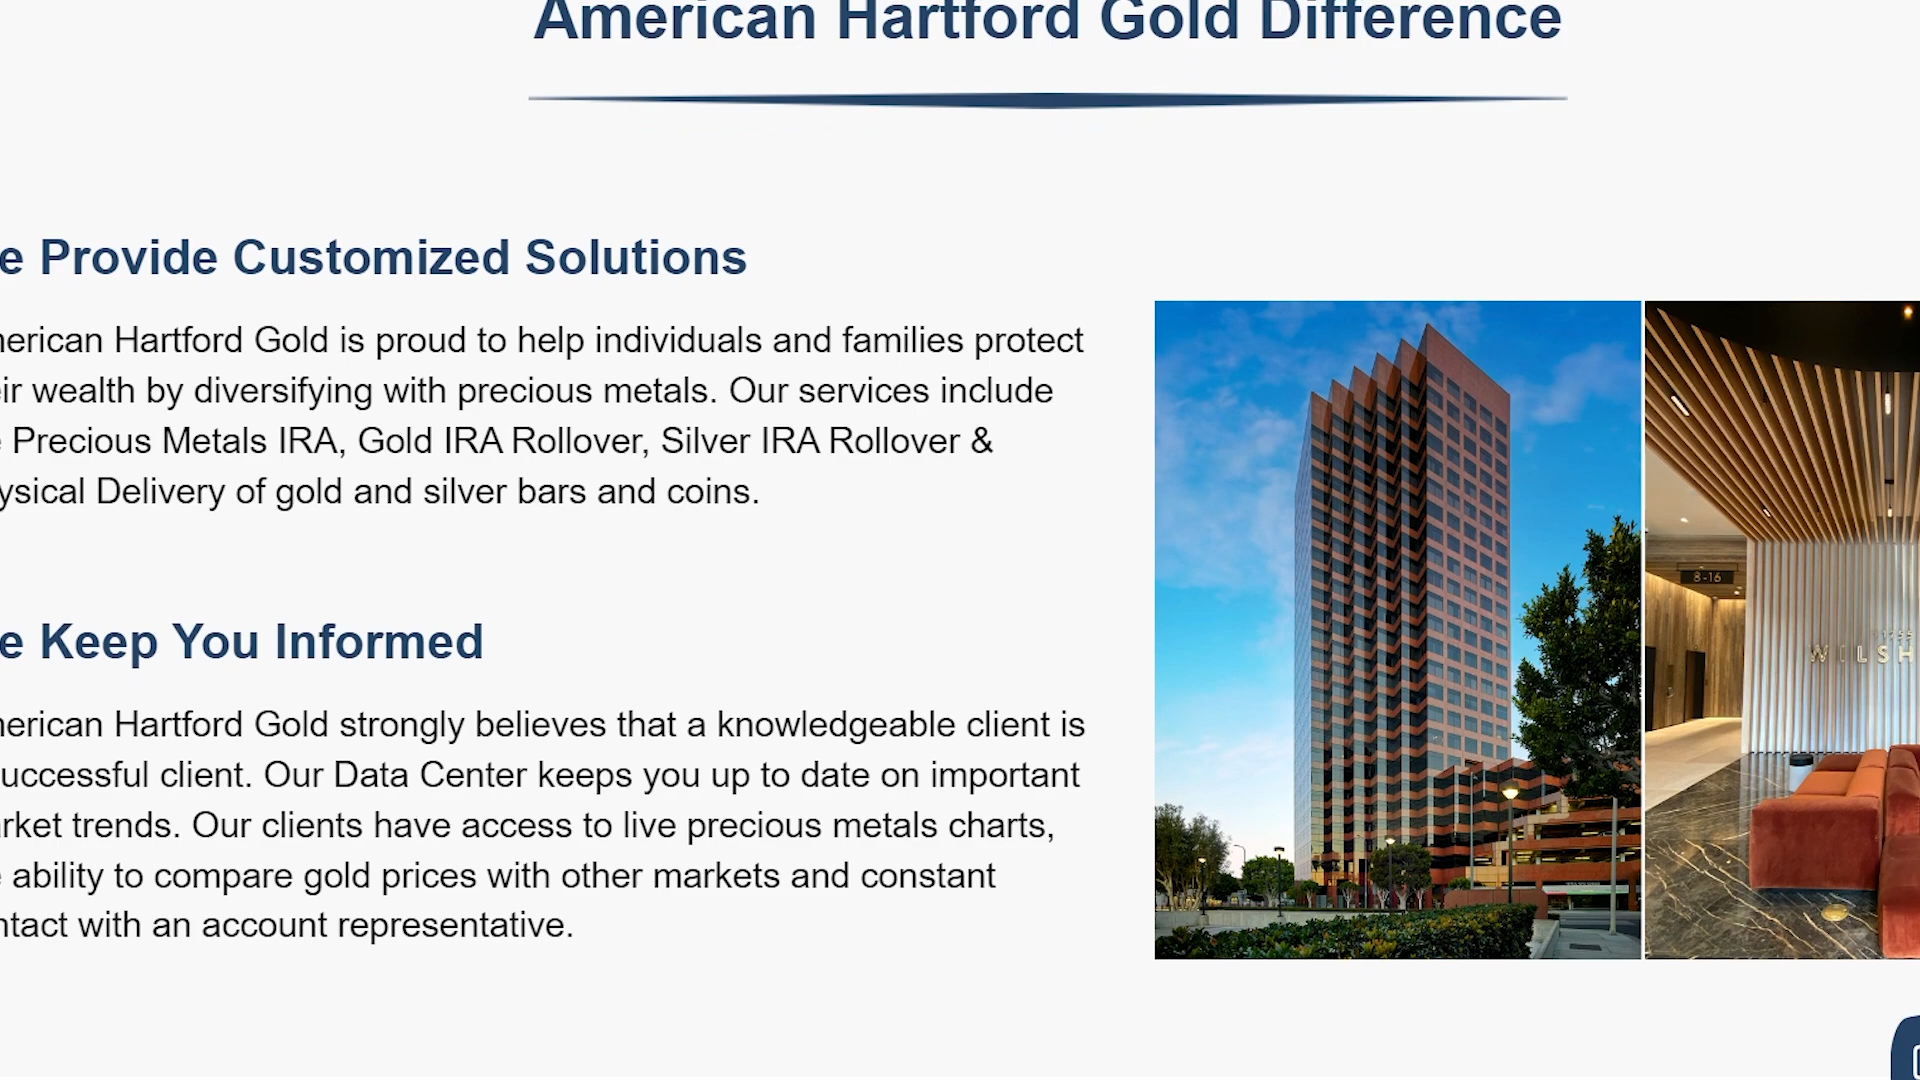 American Hartford Gold Difference
e Provide Customized Solutions
merican Hartford Gold is proud to help individuals and families protect
eir wealth by diversifying with precious metals. Our services include
e Precious Metals IRA, Gold IRA Rollover, Silver IRA Rollover &
ysical Delivery of gold and silver bars and coins.
8-16
WILSH
e Keep You Informed
merican Hartford Gold strongly believes that a knowledgeable client is
uccessful client. Our Data Center keeps you up to date on important
arket trends. Our clients have access to live precious metals charts,
e ability to compare gold prices with other markets and constant
ntact with an account representative.